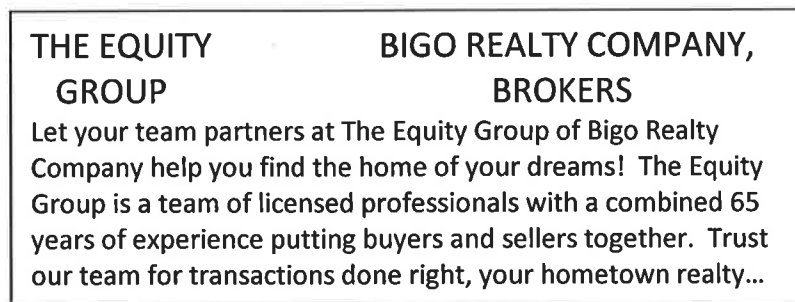 THE EQUITY BIGO REALTY COMPANY,
GROUP BROKERS
Let your team partners at The Equity Group of Bigo Realty
Company help you find the home of your dreams!  The Equity
Group is a team of licensed professionals with a combined 65
years of experience putting buyers and sellers together.  Trust
our team for transactions done right, your hometown realty...